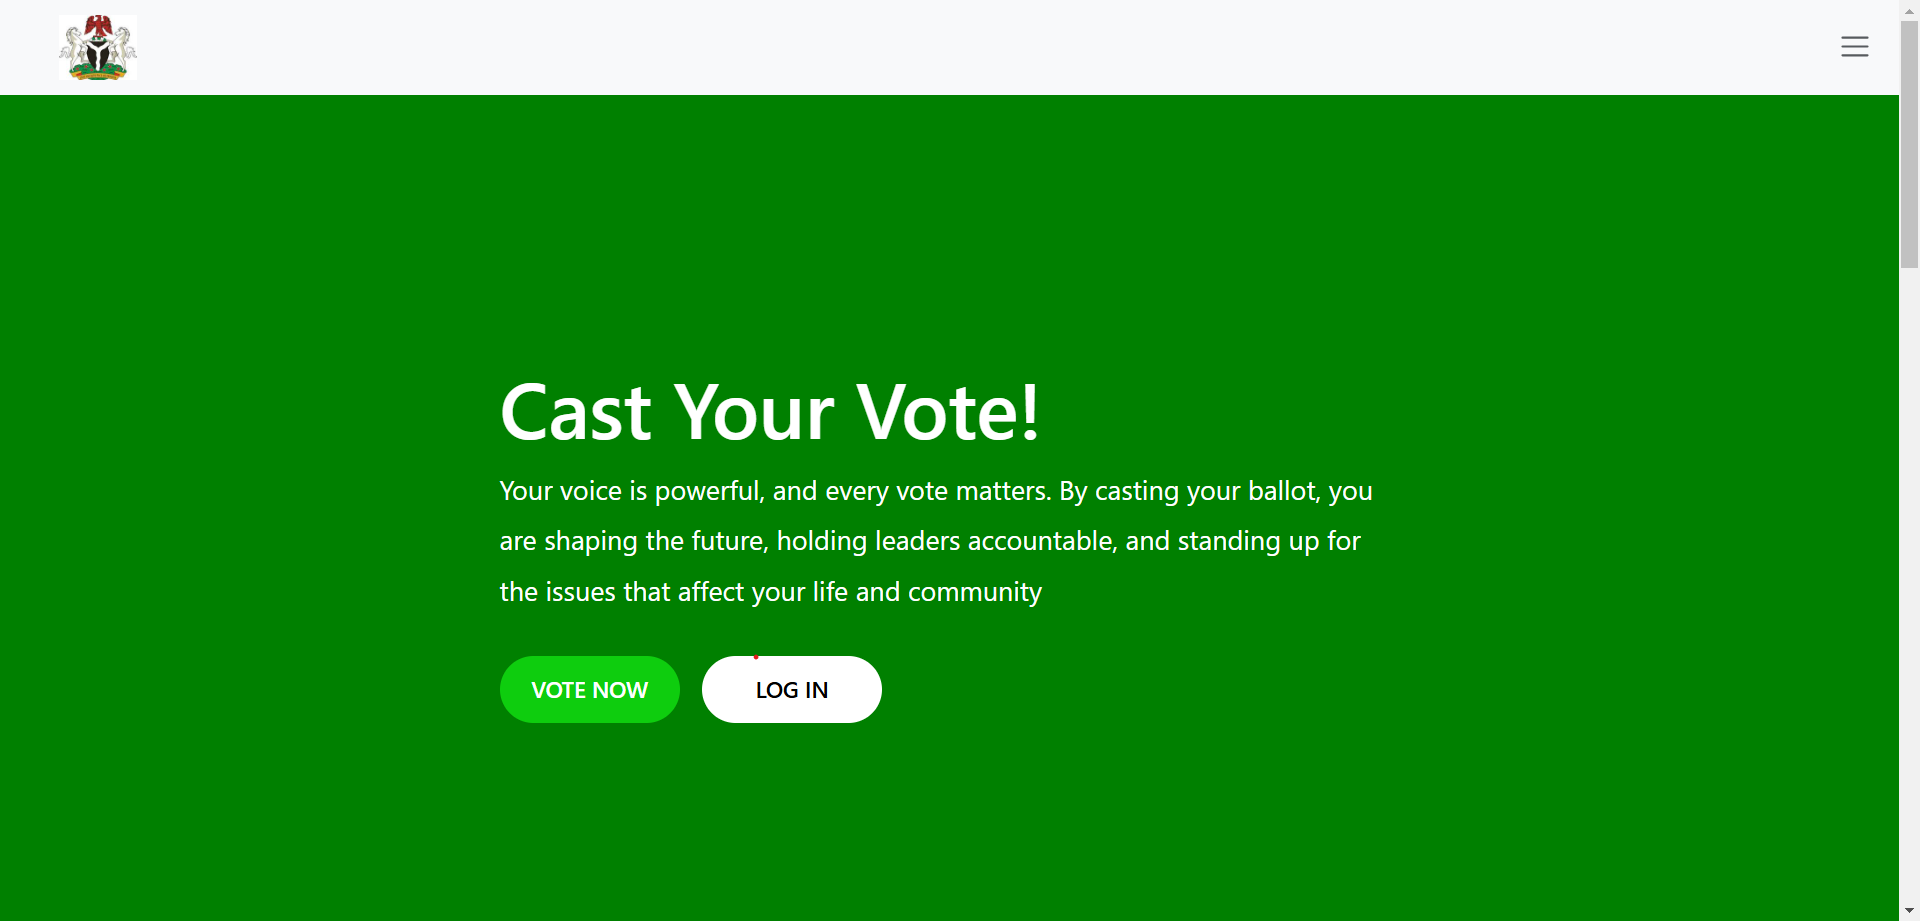 Cast Your Vote!
Your voice is powerful, and every vote matters. By casting your ballot, you
are shaping the future, holding leaders accountable, and standing up for
the issues that affect your life and community
VOTE NOW
LOG IN